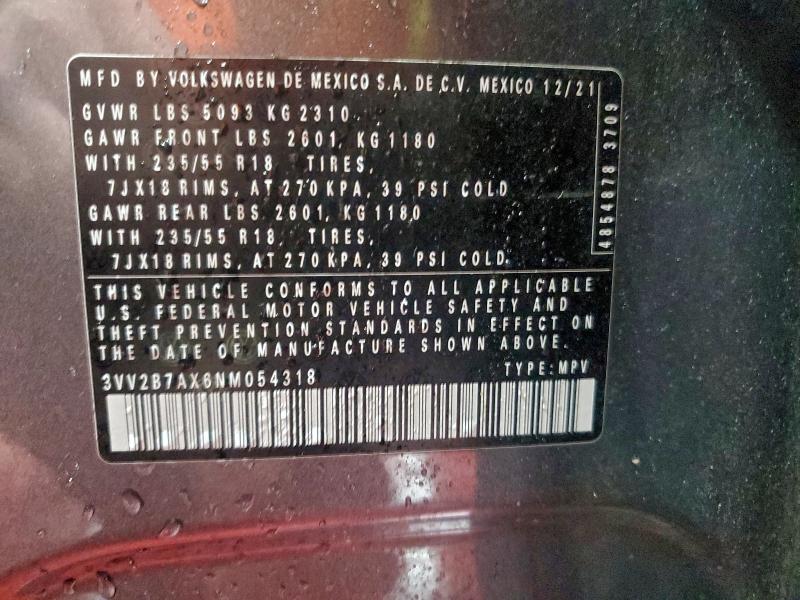 MFD BY VOLKSWAGEN DE MEXICO S.A. DE C.V. MEXICO 12/21
GVWR LBS 5093 KG 2310
GAWR FRONT LBS 2601, KG 1180
WITH 235/55 R18 TIRES,
7JX18 RIMS, AT 270 KPA, 39 PSI COLD
GAWR REAR LBS 2601, KG 1180
WITH 235/55 R18, TIRES,
7JX18 RIMS, AT 270 KPA, 39 PSI COLD.
4854878 3709
THIS VEHICLE CONFORMS TO ALL APPLICABLE
U.S. FEDERAL MOTOR VEHICLE SAFETY AND
THEFT PREVENTION STANDARDS IN EFFECT ON
THE DATE OF MANUFACTURE SHOWN ABOVE.
3VV2B7AX6NM054318 TYPE: MPV